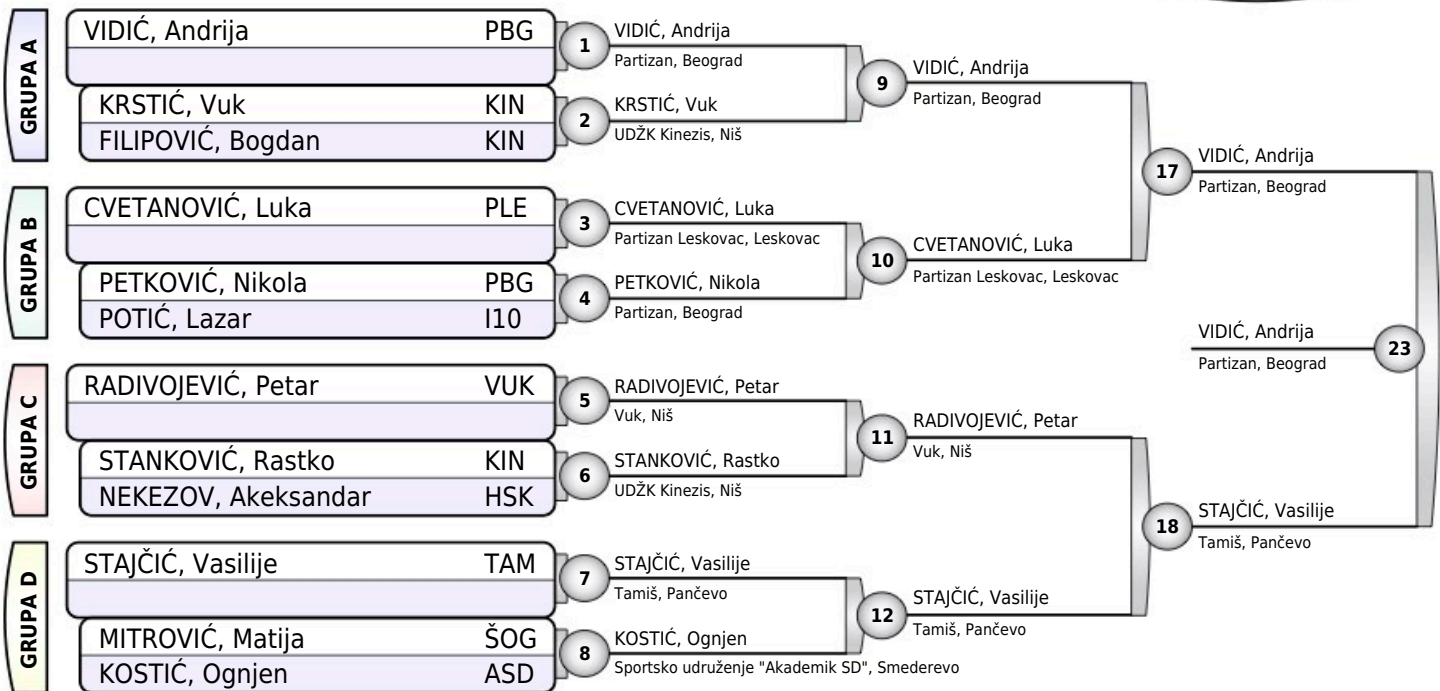 GRUPA A
VIDIĆ, Andrija PBG
KRSTIĆ, Vuk KIN
FILIPOVIĆ, Bogdan KIN
1
VIDIĆ, Andrija
Partizan, Beograd
2
KRSTIĆ, Vuk
UDŽK Kinezis, Niš
9
VIDIĆ, Andrija
Partizan, Beograd
GRUPA B
CVETANOVIĆ, Luka PLE
PETKOVIĆ, Nikola PBG
POTIĆ, Lazar I10
3
CVETANOVIĆ, Luka
Partizan Leskovac, Leskovac
4
PETKOVIĆ, Nikola
Partizan, Beograd
10
CVETANOVIĆ, Luka
Partizan Leskovac, Leskovac
17
VIDIĆ, Andrija
Partizan, Beograd
GRUPA C
RADIVOJEVIĆ, Petar VUK
STANKOVIĆ, Rastko KIN
NEKEZOV, Akeksandar HSK
5
RADIVOJEVIĆ, Petar
Vuk, Niš
6
STANKOVIĆ, Rastko
UDŽK Kinezis, Niš
11
RADIVOJEVIĆ, Petar
Vuk, Niš
GRUPA D
STAJČIĆ, Vasilije TAM
MITROVIĆ, Matija ŠOG
KOSTIĆ, Ognjen ASD
7
STAJČIĆ, Vasilije
Tamiš, Pančevo
8
KOSTIĆ, Ognjen
Sportsko udruženje "Akademik SD", Smederevo
12
STAJČIĆ, Vasilije
Tamiš, Pančevo
18
STAJČIĆ, Vasilije
Tamiš, Pančevo
VIDIĆ, Andrija
Partizan, Beograd
23